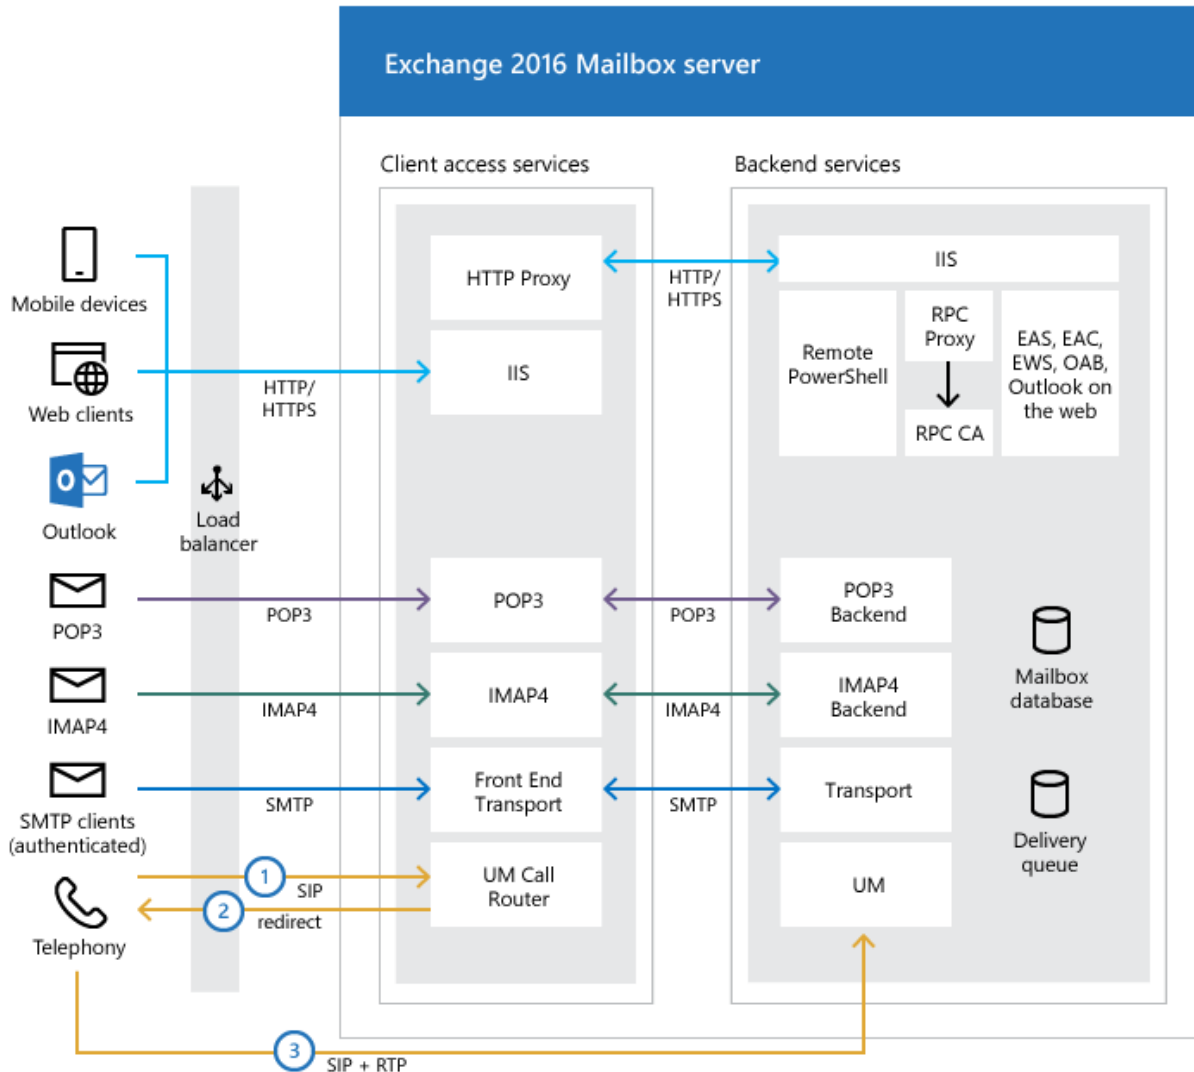 Exchange 2016 Mailbox server
Client access services
Backend services
Mobile devices
Web clients
Outlook
POP3
IMAP4
SMTP clients
(authenticated)
Telephony
Load
balancer
HTTP/
HTTPS
POP3
IMAP4
SMTP
1
SIP
2
redirect
3
SIP + RTP
HTTP Proxy
IIS
POP3
IMAP4
Front End
Transport
UM Call
Router
HTTP/
HTTPS
POP3
IMAP4
SMTP
IIS
Remote
PowerShell
RPC
Proxy
RPC CA
EAS, EAC,
EWS, OAB,
Outlook on
the web
POP3
Backend
IMAP4
Backend
Transport
UM
Mailbox
database
Delivery
queue